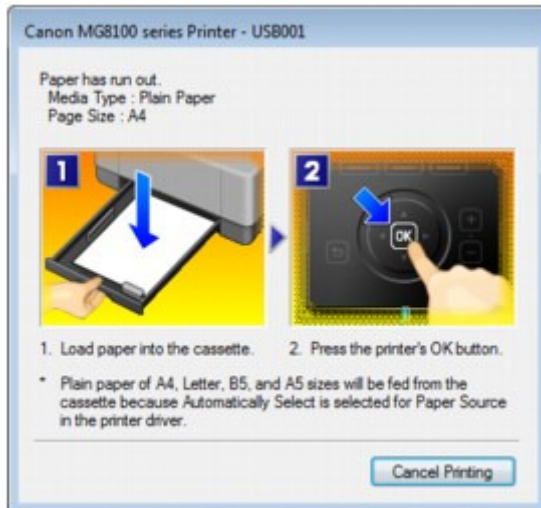 Canon MG8100 series Printer - USB001
Paper has run out.
Media Type : Plain Paper
Page Size : A4
1
2
OK
1. Load paper into the cassette.
2. Press the printer's OK button.
* Plain paper of A4, Letter, B5, and A5 sizes will be fed from the
cassette because Automatically Select is selected for Paper Source
in the printer driver.
Cancel Printing